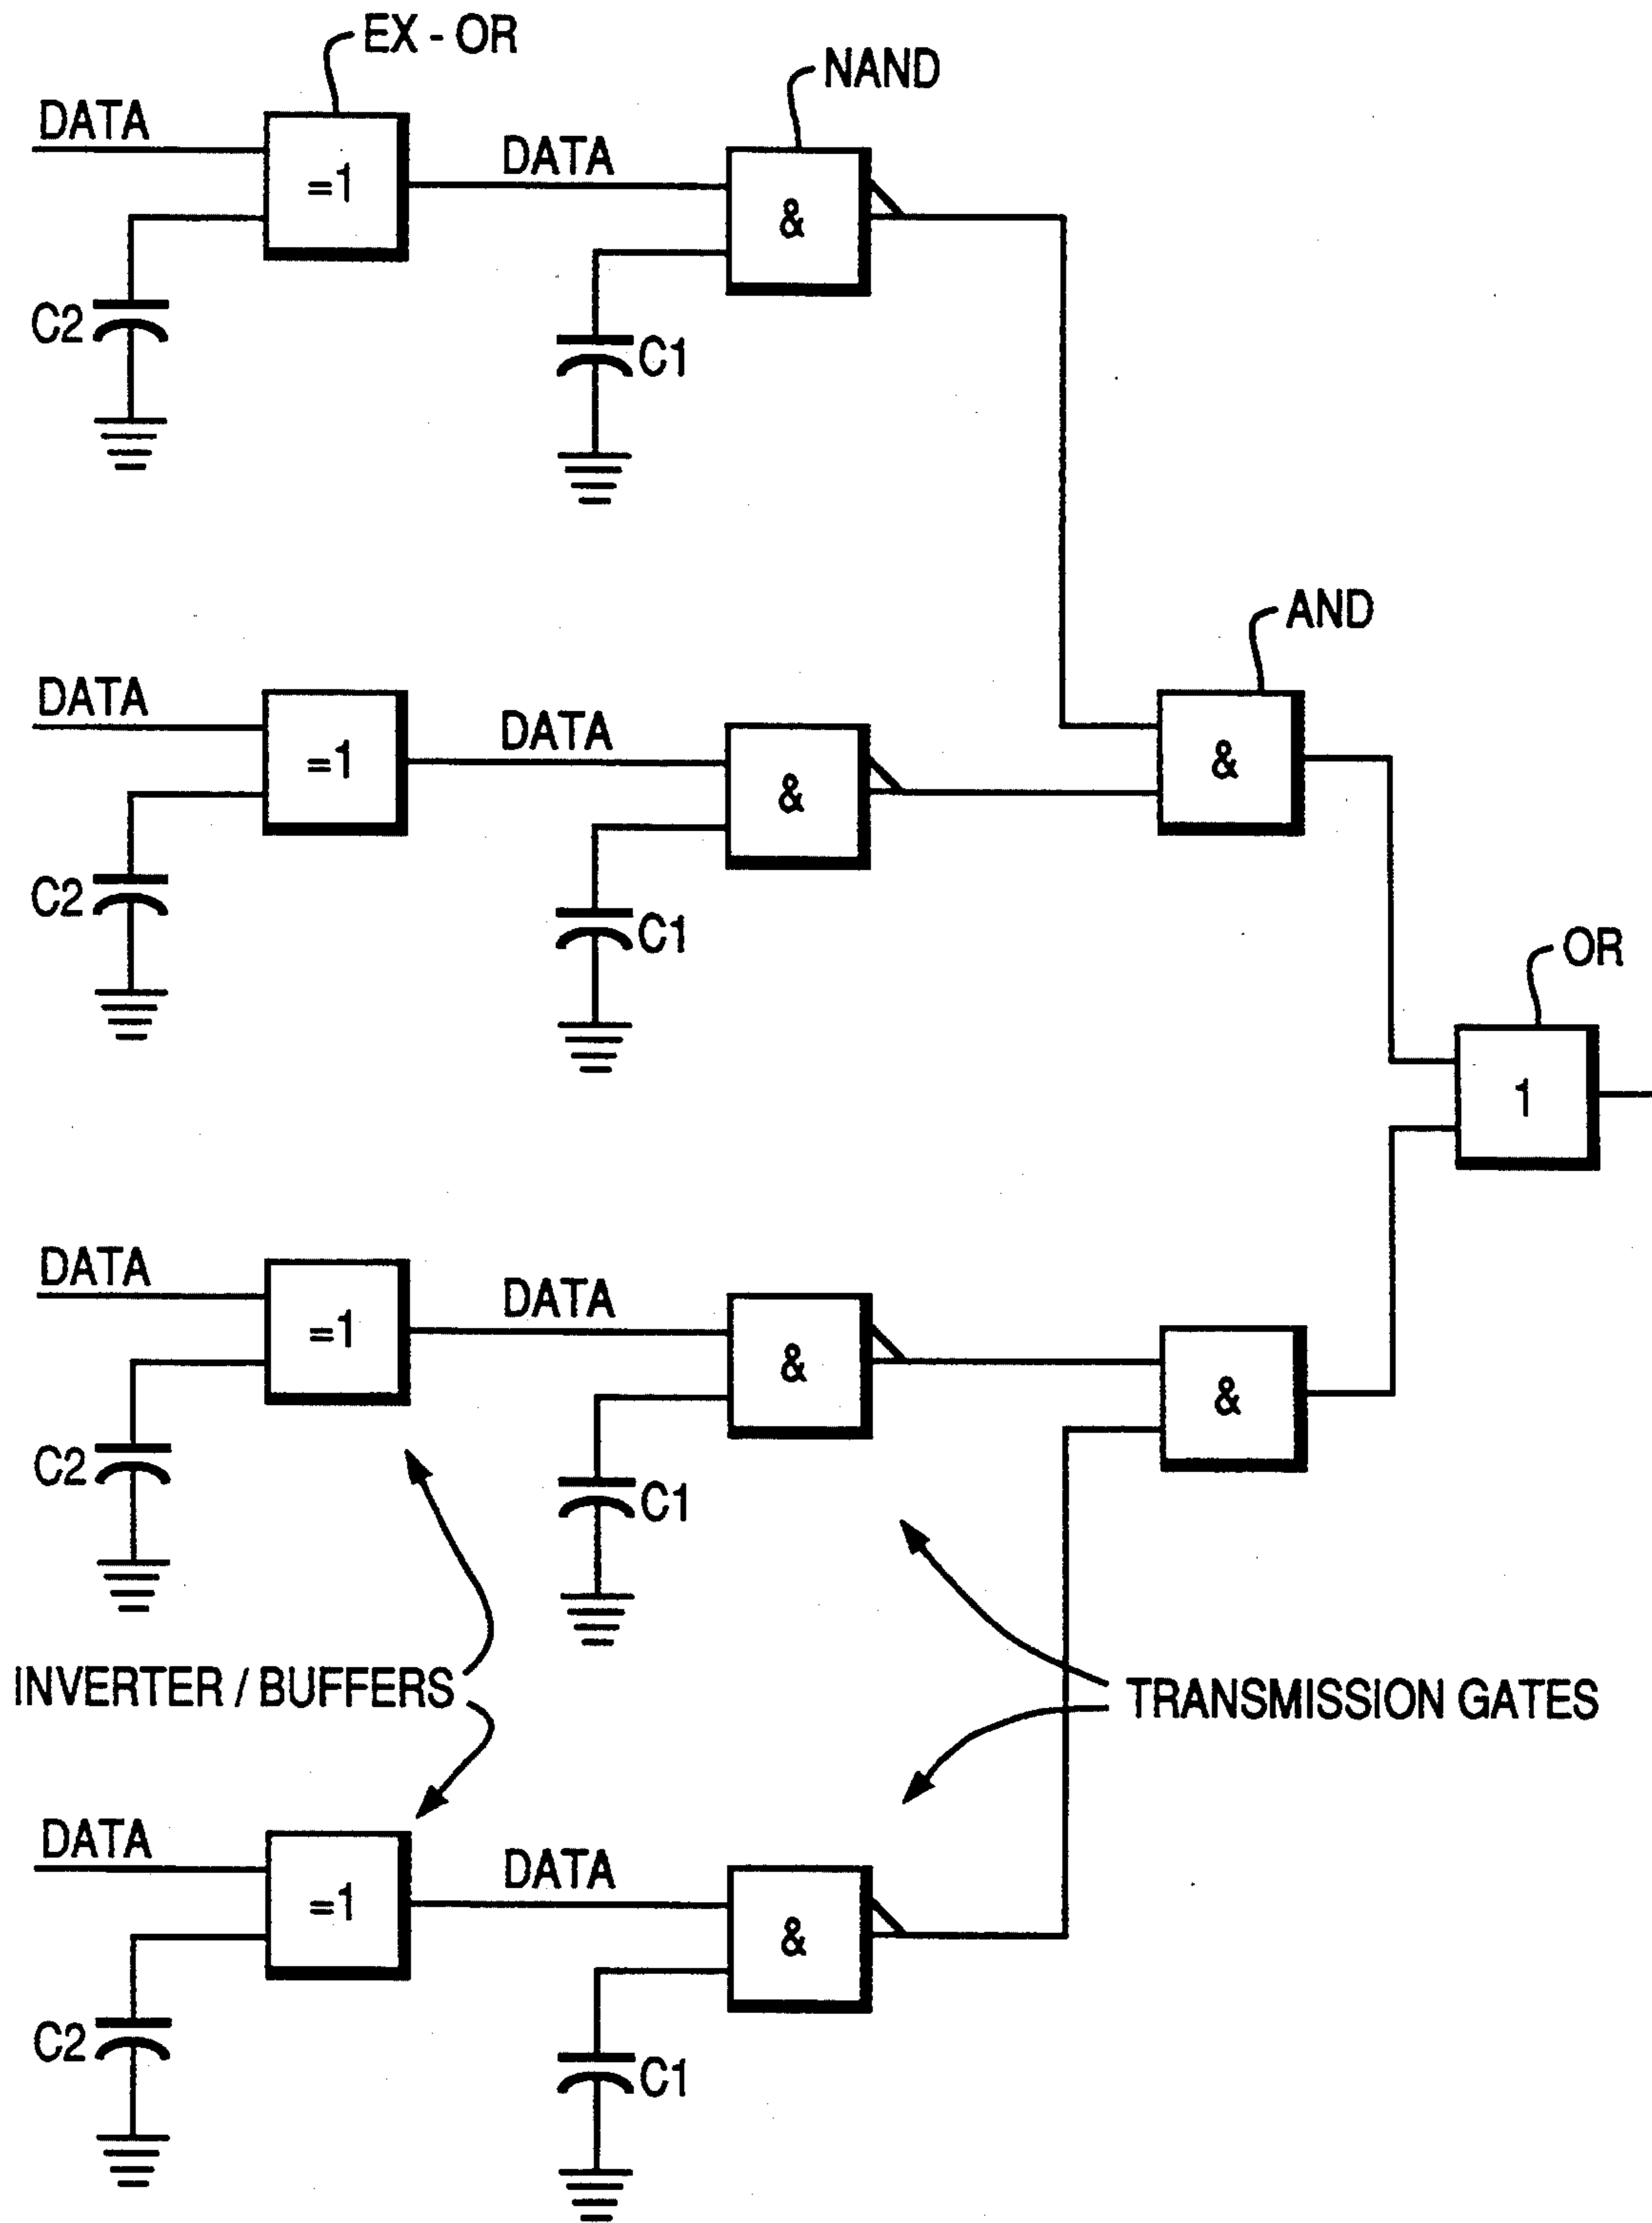 EX - OR
NAND
DATA
DATA
=1
&
C2
C1
AND
DATA
DATA
=1
&
&
C2
C1
OR
1
DATA
DATA
=1
&
&
C2
C1
INVERTER / BUFFERS
TRANSMISSION GATES
DATA
DATA
=1
&
C2
C1